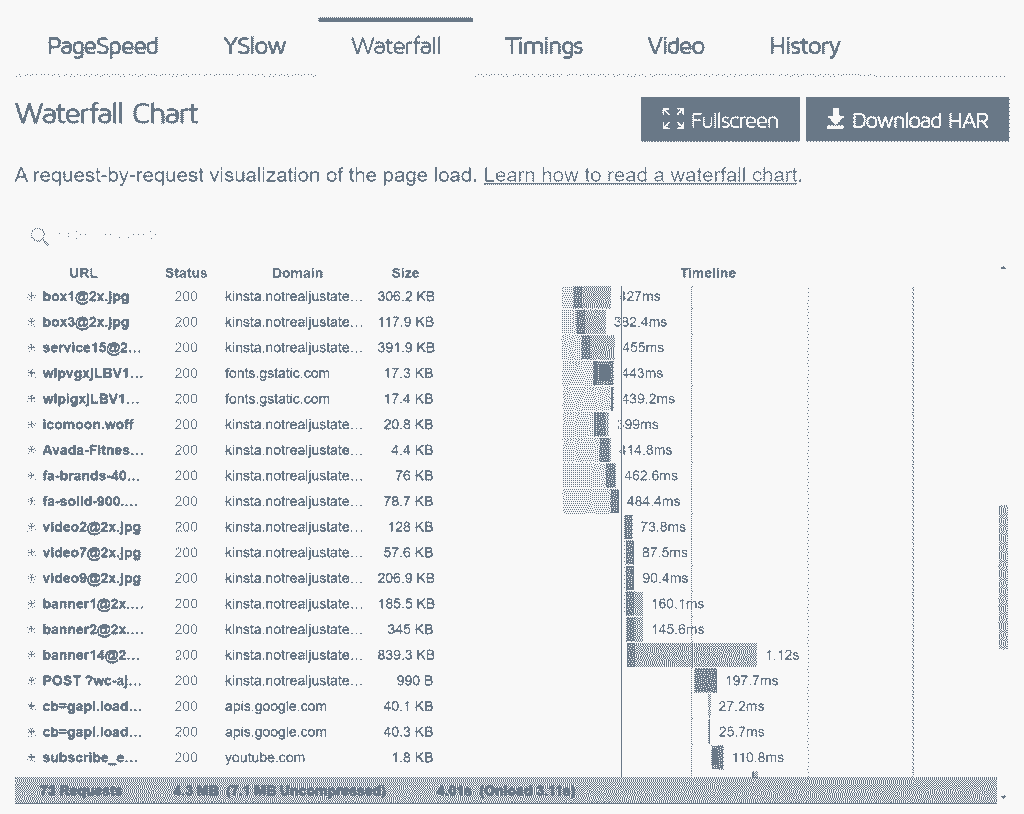 PageSpeed YSlow Waterfall Timings Video History
Waterfall Chart
Fullscreen Download HAR
A request-by-request visualization of the page load. Learn how to read a waterfall chart.
URL Status Domain Size Timeline
box1@2x.jpg 200 kinsta.notrealjustate... 306.2 KB 427ms
box3@2x.jpg 200 kinsta.notrealjustate... 117.9 KB 382.4ms
service15@2... 200 kinsta.notrealjustate... 391.9 KB 455ms
wlpvgxjLBV1... 200 fonts.gstatic.com 17.3 KB 443ms
wlpigxjLBV1... 200 fonts.gstatic.com 17.4 KB 439.2ms
icomoon.woff 200 kinsta.notrealjustate... 20.8 KB 399ms
Avada-Fitnes... 200 kinsta.notrealjustate... 4.4 KB 414.8ms
fa-brands-40... 200 kinsta.notrealjustate... 76 KB 462.6ms
fa-solid-900.... 200 kinsta.notrealjustate... 78.7 KB 484.4ms
video2@2x.jpg 200 kinsta.notrealjustate... 128 KB 73.8ms
video7@2x.jpg 200 kinsta.notrealjustate... 57.6 KB 87.5ms
video9@2x.jpg 200 kinsta.notrealjustate... 206.9 KB 90.4ms
banner1@2x.... 200 kinsta.notrealjustate... 185.5 KB 160.1ms
banner2@2x.... 200 kinsta.notrealjustate... 345 KB 145.6ms
banner14@2... 200 kinsta.notrealjustate... 839.3 KB 1.12s
POST ?wc-aj... 200 kinsta.notrealjustate... 990 B 197.7ms
cb=gapi.load... 200 apis.google.com 40.1 KB 27.2ms
cb=gapi.load... 200 apis.google.com 40.3 KB 25.7ms
subscribe_e... 200 youtube.com 1.8 KB 110.8ms
73 Requests 4.3 MB (7.1 MB Uncompressed) 4.01s (Onload 3.11s)